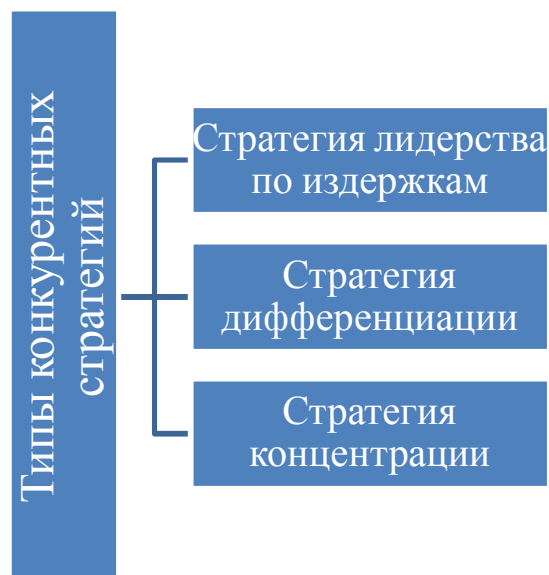 Типы конкурентных
стратегий
Стратегия лидерства
по издержкам
Стратегия
дифференциации
Стратегия
концентрации